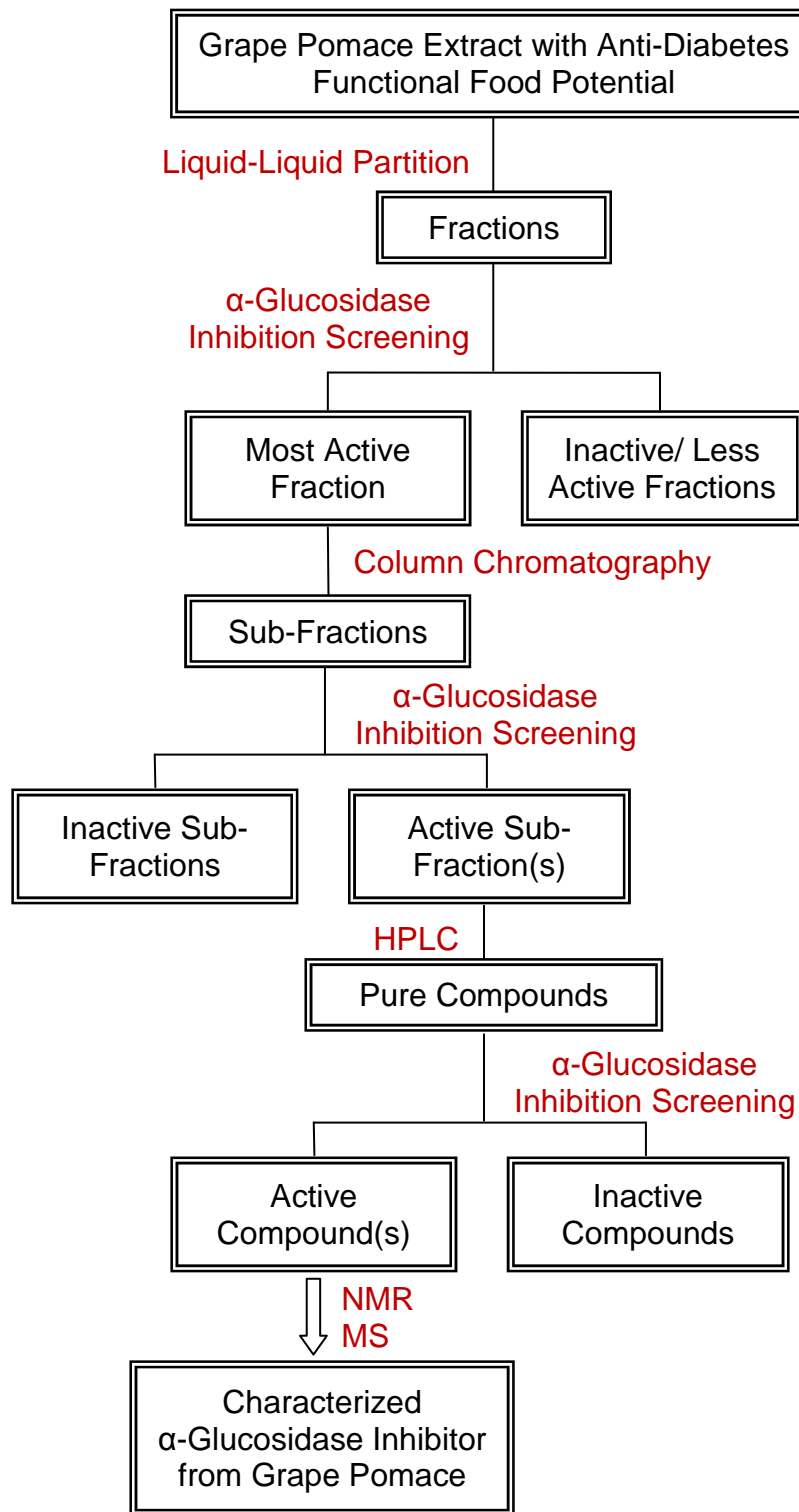 Grape Pomace Extract with Anti-Diabetes
Functional Food Potential
Liquid-Liquid Partition
Fractions
α-Glucosidase
Inhibition Screening
Most Active
Fraction
Inactive/ Less
Active Fractions
Column Chromatography
Sub-Fractions
α-Glucosidase
Inhibition Screening
Inactive Sub-
Fractions
Active Sub-
Fraction(s)
HPLC
Pure Compounds
α-Glucosidase
Inhibition Screening
Active
Compound(s)
Inactive
Compounds
NMR
MS
Characterized
α-Glucosidase Inhibitor
from Grape Pomace